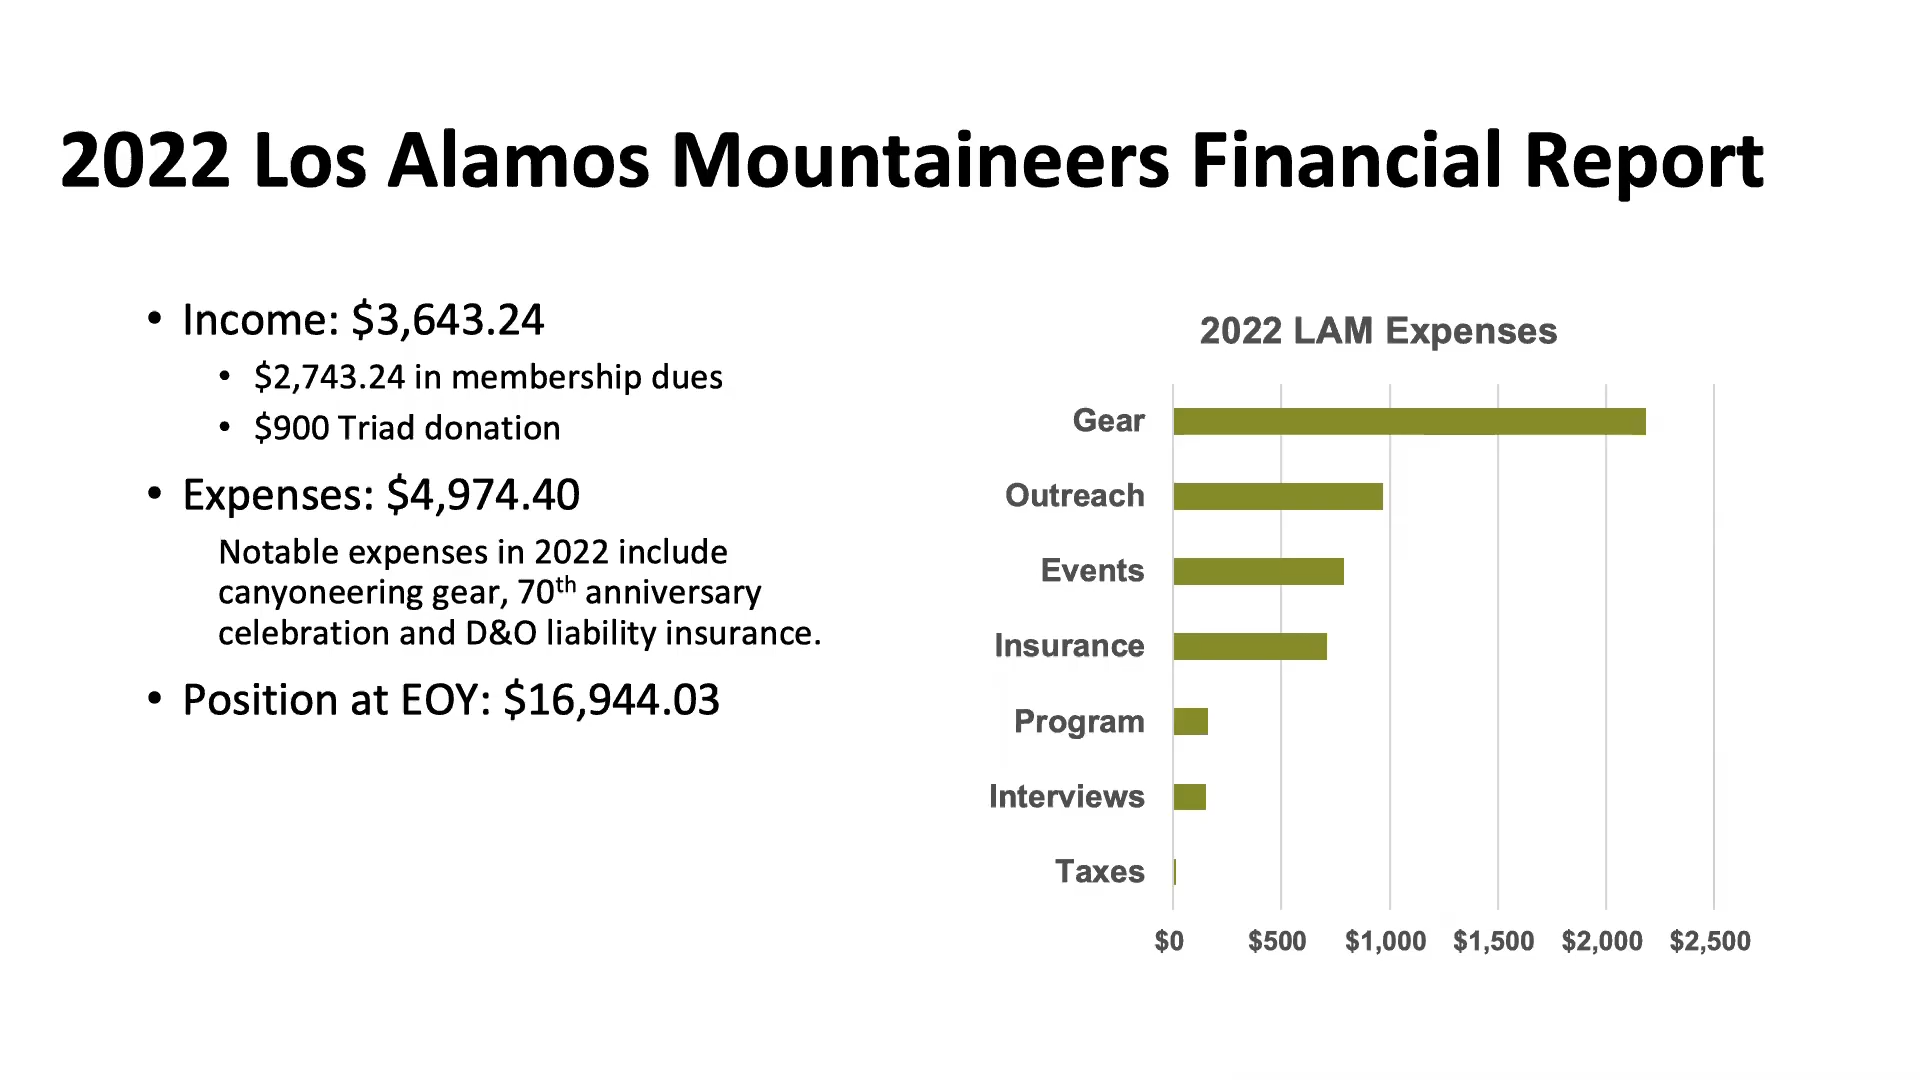 2022 Los Alamos Mountaineers Financial Report
• Income: $3,643.24
• $2,743.24 in membership dues
• $900 Triad donation
• Expenses: $4,974.40
Notable expenses in 2022 include
canyoneering gear, 70th anniversary
celebration and D&O liability insurance.
• Position at EOY: $16,944.03
2022 LAM Expenses
Gear
Outreach
Events
Insurance
Program
Interviews
Taxes
$0 $500 $1,000 $1,500 $2,000 $2,500